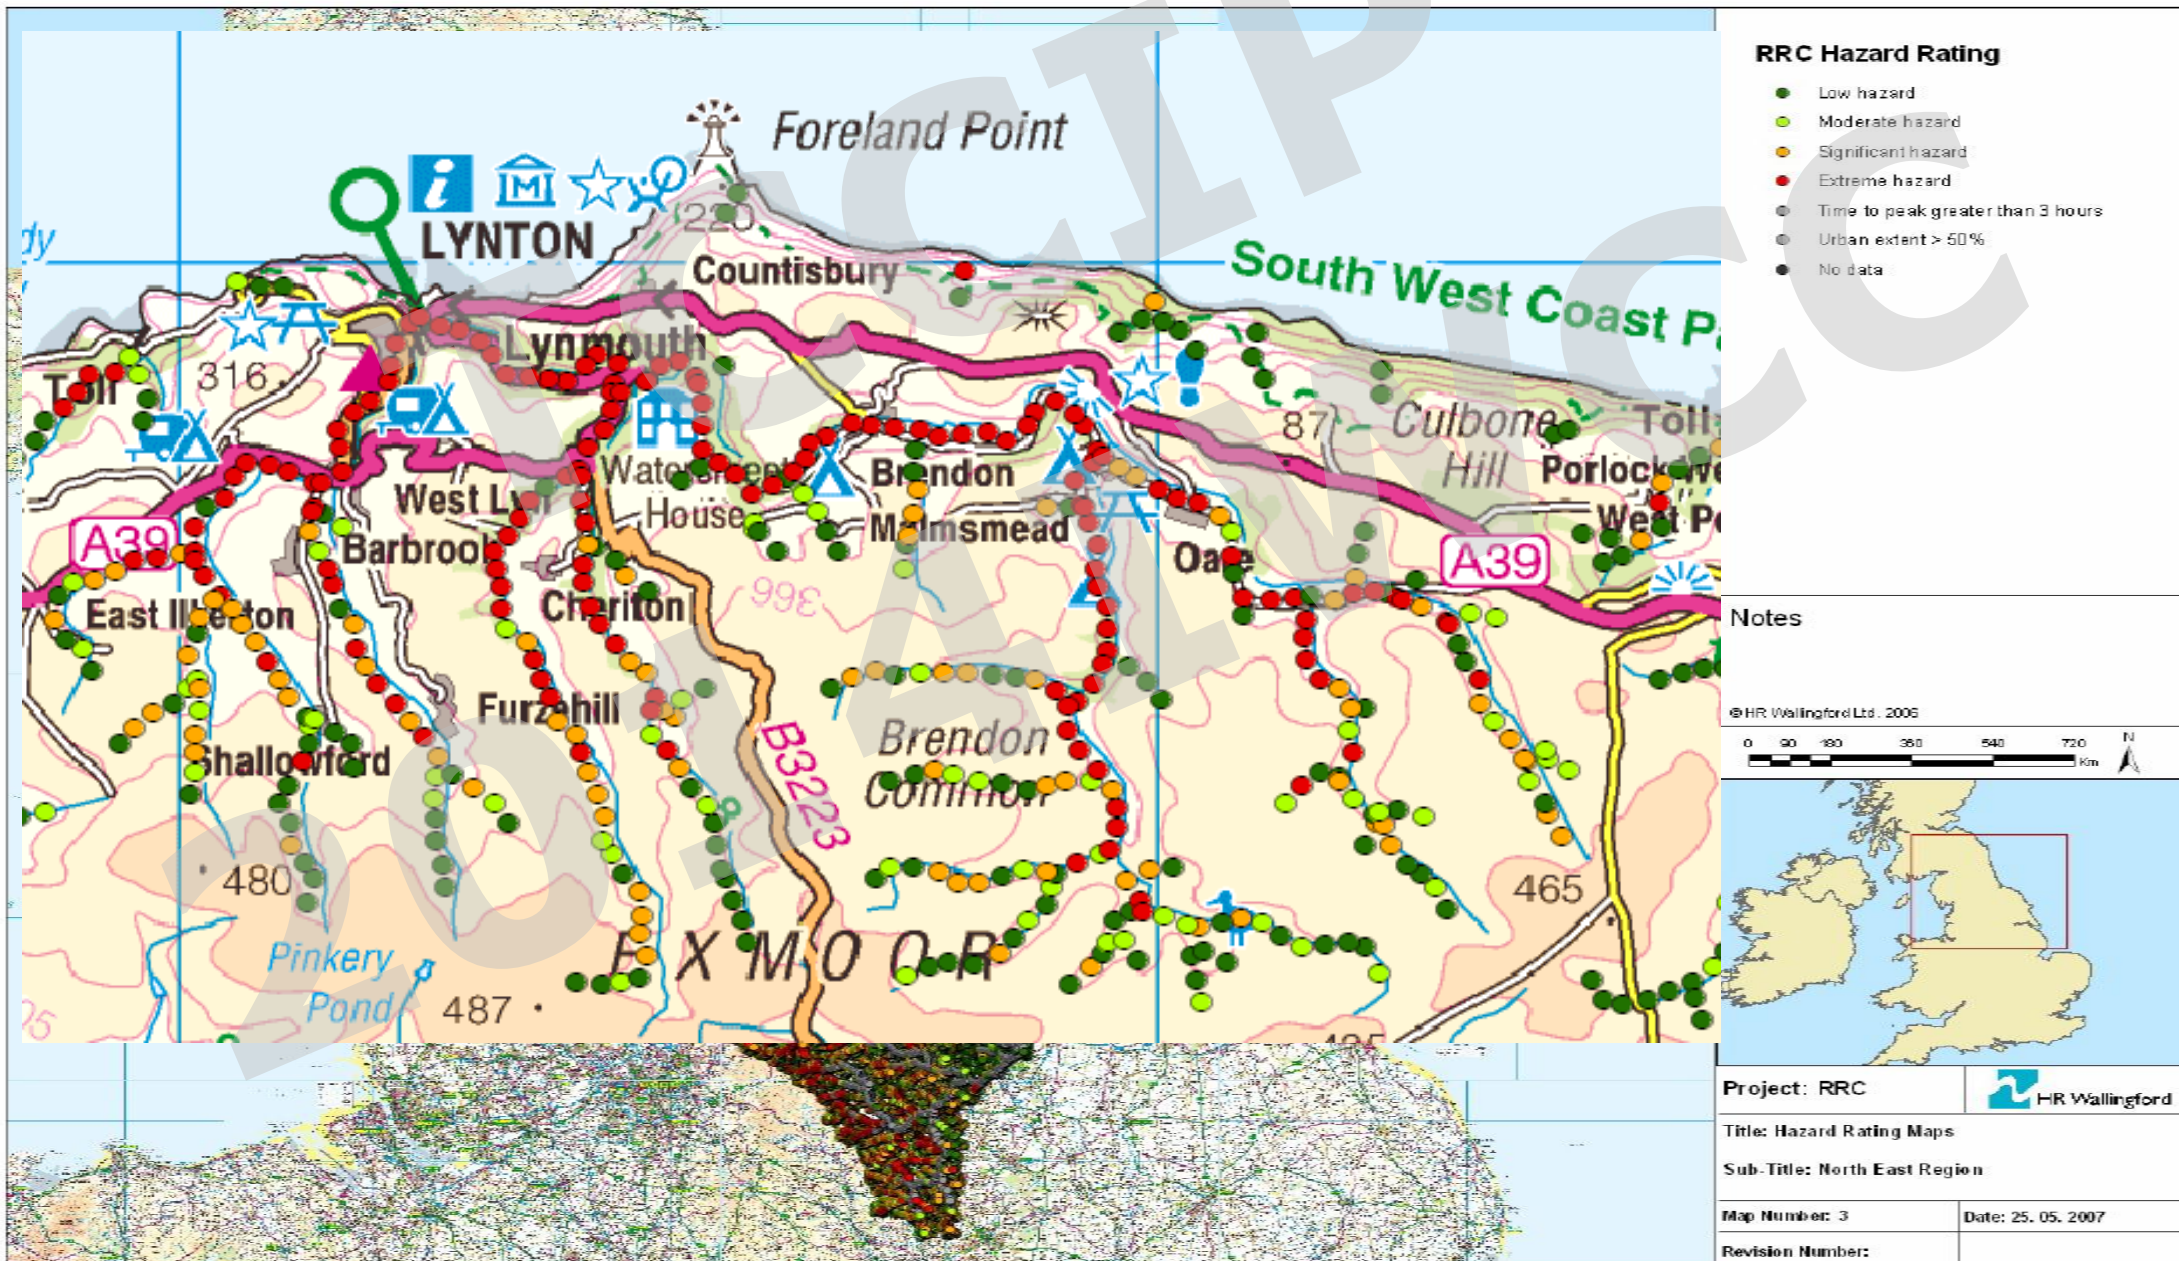 Foreland Point
220
LYNTON
Countisbury
South West Coast Pa
dy
Lynmouth
316
Toll
87
Culbone
Hill
Toll
Porlock We
West Po
Watersmeet
House
Brendon
Malmsmead
West Lyn
A39
Barbrook
Oare
A39
East Ilkerton
Cheriton
366
Furzehill
Shallowford
Brendon
Common
B3223
480
465
Pinkery
Pond
487
EXMOOR
RRC Hazard Rating
Low hazard
Moderate hazard
Significant hazard
Extreme hazard
Time to peak greater than 3 hours
Urban extent > 50%
No data
Notes
© HR Wallingford Ltd. 2006
0 90 180 360 540 720
Km
N
Project: RRC
HR Wallingford
Title: Hazard Rating Maps
Sub-Title: North East Region
Map Number: 3
Date: 25. 05. 2007
Revision Number: